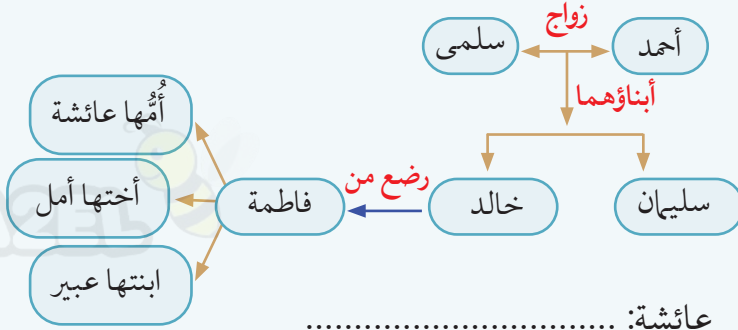 زواج
أحمد
سلمى
أبناؤهما
أُمُّها عائشة
أختها أمل
ابنتها عبير
رضع من
فاطمة
خالد
سليمان
عائشة: ................................